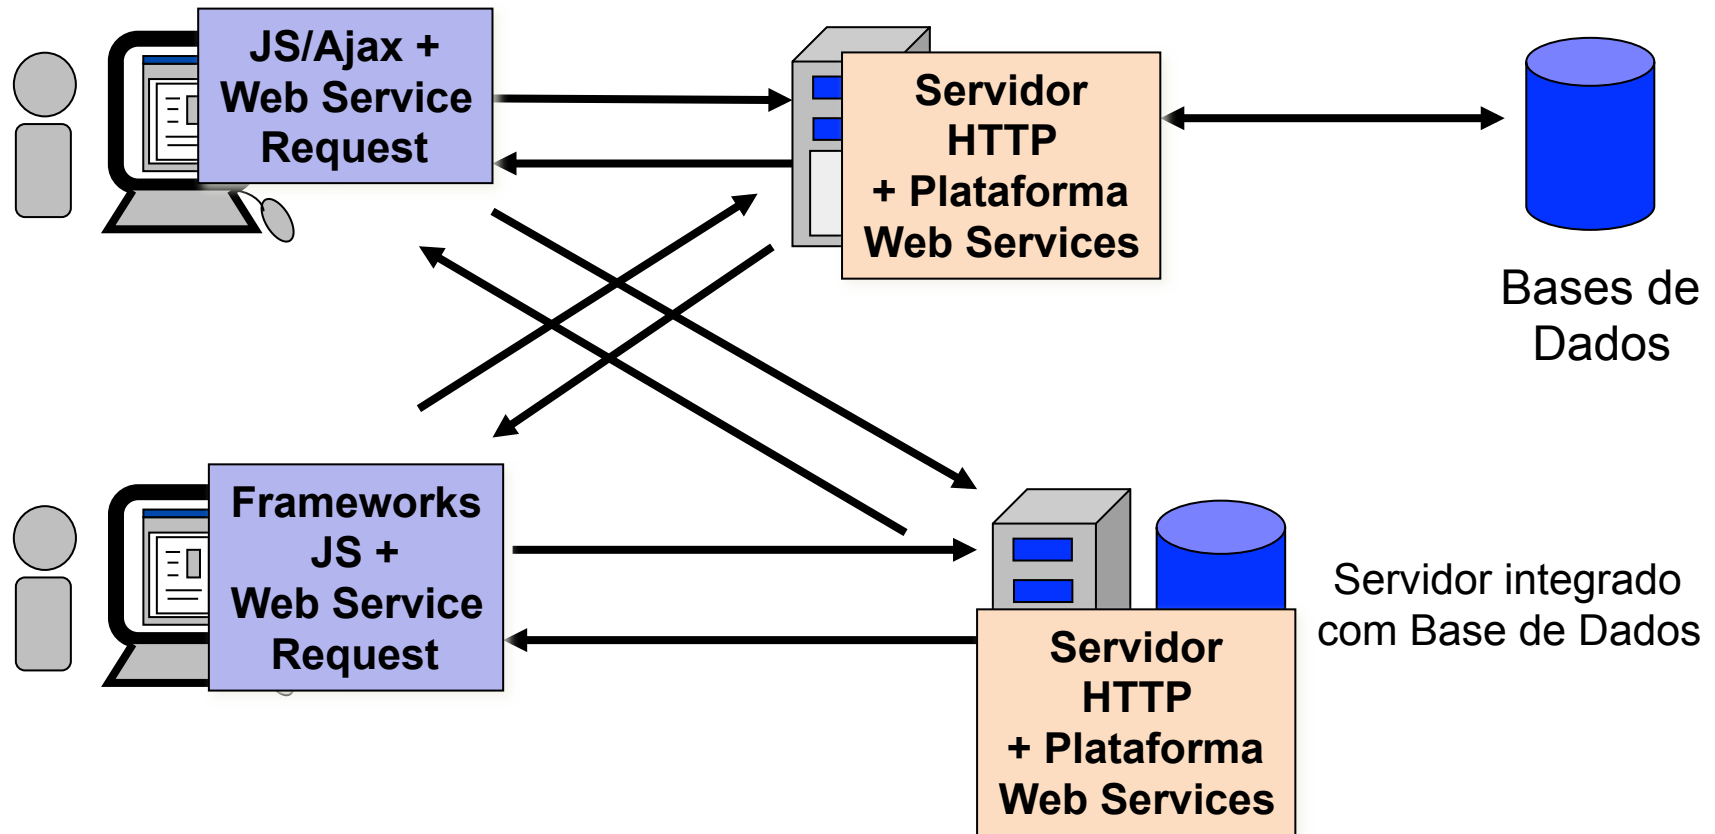 JS/Ajax +
Web Service
Request
Servidor
HTTP
+ Plataforma
Web Services
Bases de
Dados
Frameworks
JS +
Web Service
Request
Servidor integrado
com Base de Dados
Servidor
HTTP
+ Plataforma
Web Services